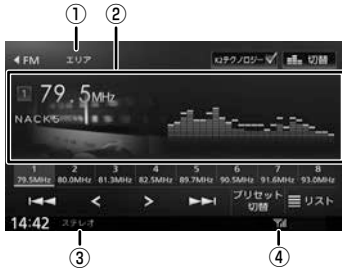 ① ②
FM エリア K2テクノロジー 切替
1 79.5MHz
NACK5
1 2 3 4 5 6 7 8
79.5MHz 80.0MHz 81.3MHz 82.5MHz 89.7MHz 90.5MHz 91.6MHz 93.0MHz
プリセット
切替 リスト
14:42 ステレオ
③ ④